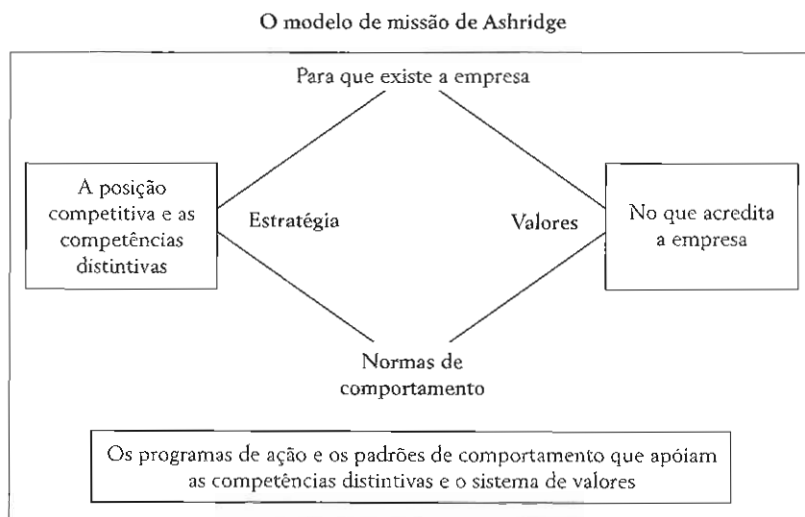 O modelo de missão de Ashridge
Para que existe a empresa
A posição
competitiva e as
competências
distintivas
Estratégia
Valores
No que acredita
a empresa
Normas de
comportamento
Os programas de ação e os padrões de comportamento que apóiam
as competências distintivas e o sistema de valores